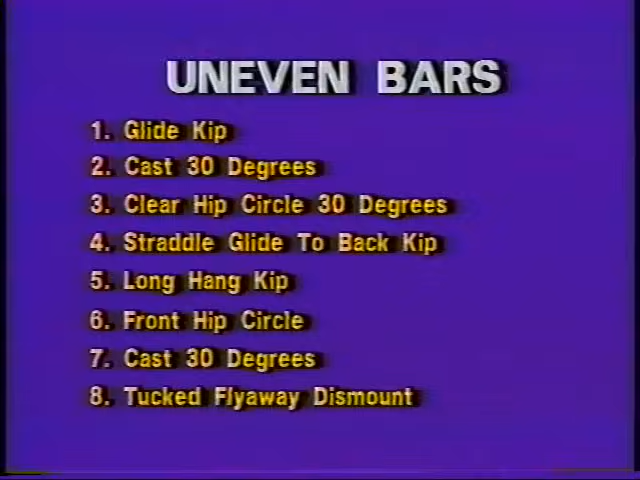 UNEVEN BARS
1. Glide Kip
2. Cast 30 Degrees
3. Clear Hip Circle 30 Degrees
4. Straddle Glide To Back Kip
5. Long Hang Kip
6. Front Hip Circle
7. Cast 30 Degrees
8. Tucked Flyaway Dismount